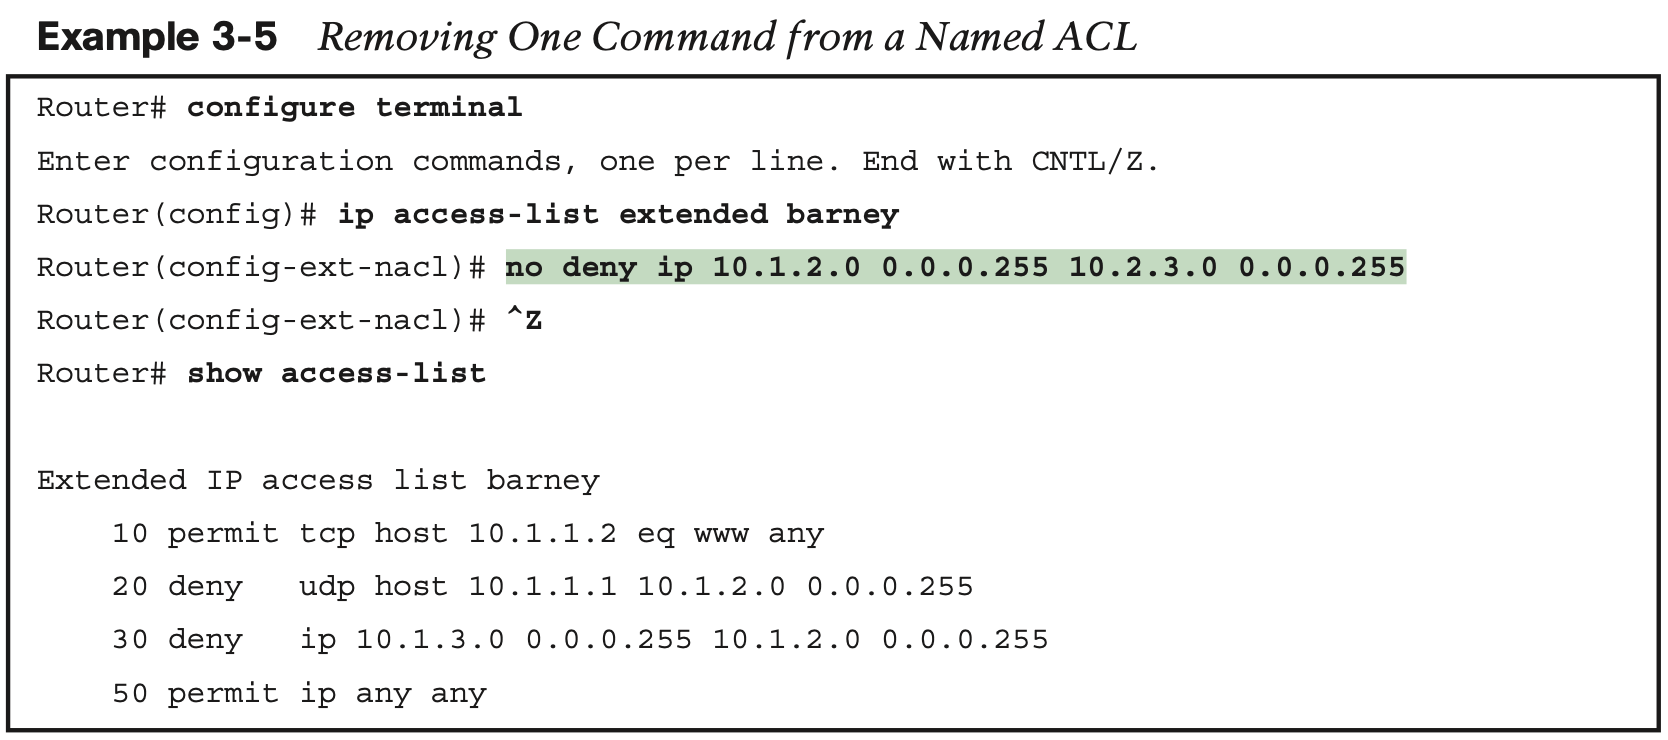 Example 3-5 Removing One Command from a Named ACL
Router# configure terminal
Enter configuration commands, one per line. End with CNTL/Z.
Router(config)# ip access-list extended barney
Router(config-ext-nacl)# no deny ip 10.1.2.0 0.0.0.255 10.2.3.0 0.0.0.255
Router(config-ext-nacl)# ^Z
Router# show access-list
Extended IP access list barney
10 permit tcp host 10.1.1.2 eq www any
20 deny   udp host 10.1.1.1 10.1.2.0 0.0.0.255
30 deny   ip 10.1.3.0 0.0.0.255 10.1.2.0 0.0.0.255
50 permit ip any any